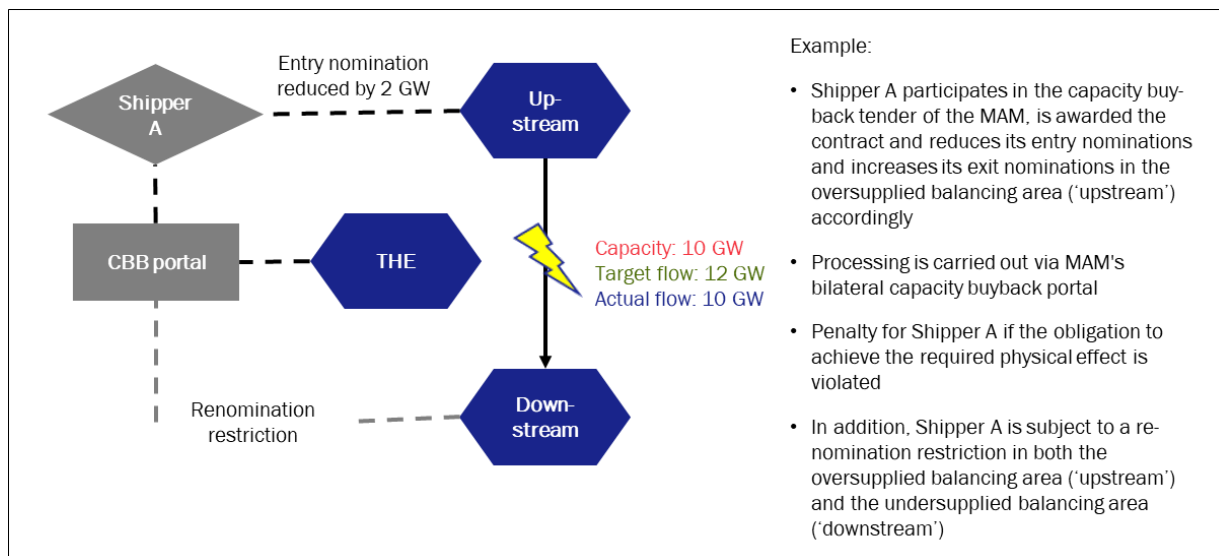 Entry nomination
reduced by 2 GW
Shipper
A
Up-
stream
CBB portal
THE
Capacity: 10 GW
Target flow: 12 GW
Actual flow: 10 GW
Renomination
restriction
Down-
stream
Example:
• Shipper A participates in the capacity buy-
back tender of the MAM, is awarded the
contract and reduces its entry nominations
and increases its exit nominations in the
oversupplied balancing area (‘upstream’)
accordingly
• Processing is carried out via MAM's
bilateral capacity buyback portal
• Penalty for Shipper A if the obligation to
achieve the required physical effect is
violated
• In addition, Shipper A is subject to a re-
nomination restriction in both the
oversupplied balancing area (‘upstream’)
and the undersupplied balancing area
(‘downstream’)